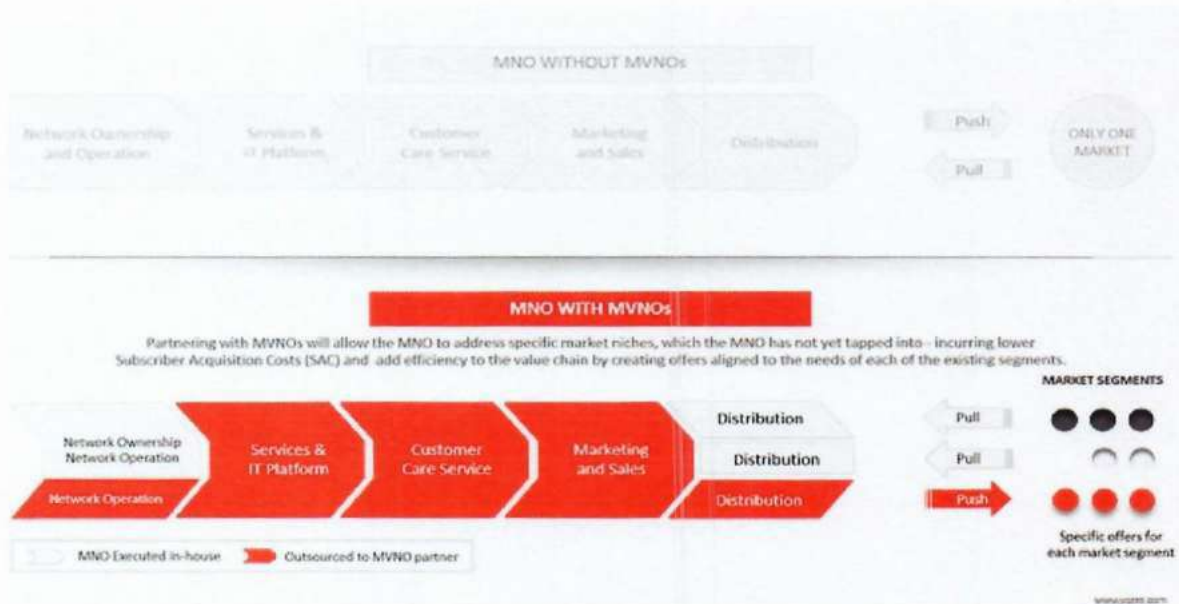 MNO WITHOUT MVNOs
Network Ownership
and Operation
Services &
IT Platform
Customer
Care Service
Marketing
and Sales
Distribution
Push
Pull
ONLY ONE
MARKET
MNO WITH MVNOs
Partnering with MVNOs will allow the MNO to address specific market niches, which the MNO has not yet tapped into - incurring lower
Subscriber Acquisition Costs (SAC) and add efficiency to the value chain by creating offers aligned to the needs of each of the existing segments.
MARKET SEGMENTS
Network Ownership
Network Operation
Network Operation
Services &
IT Platform
Customer
Care Service
Marketing
and Sales
Distribution
Distribution
Distribution
Pull
Pull
Push
Specific offers for
each market segment
MNO Executed in-house
Outsourced to MVNO partner